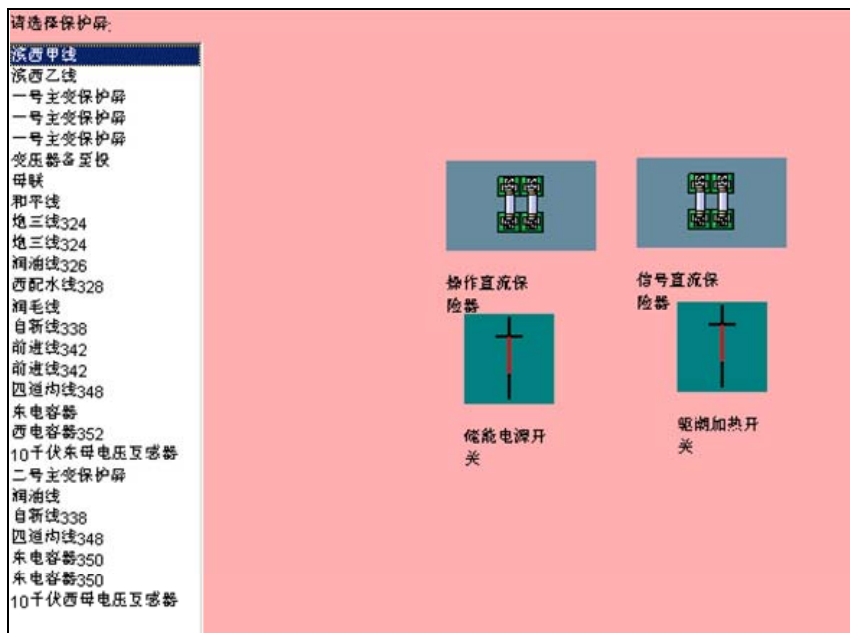 请选择保护屏:
滨西甲线
滨西乙线
一号主变保护屏
一号主变保护屏
一号主变保护屏
变压器备至投
母联
和平线
炮三线324
炮三线324
润油线326
西配水线328
润毛线
自新线338
前进线342
前进线342
四道均线348
东电容器
西电容器352
10千伏东母电压互感器
二号主变保护屏
润油线
自新线338
四道均线348
东电容器350
东电容器350
10千伏西母电压互感器
操作直流保
险器
信号直流保
险器
储能电源开
关
驱潮加热开
关